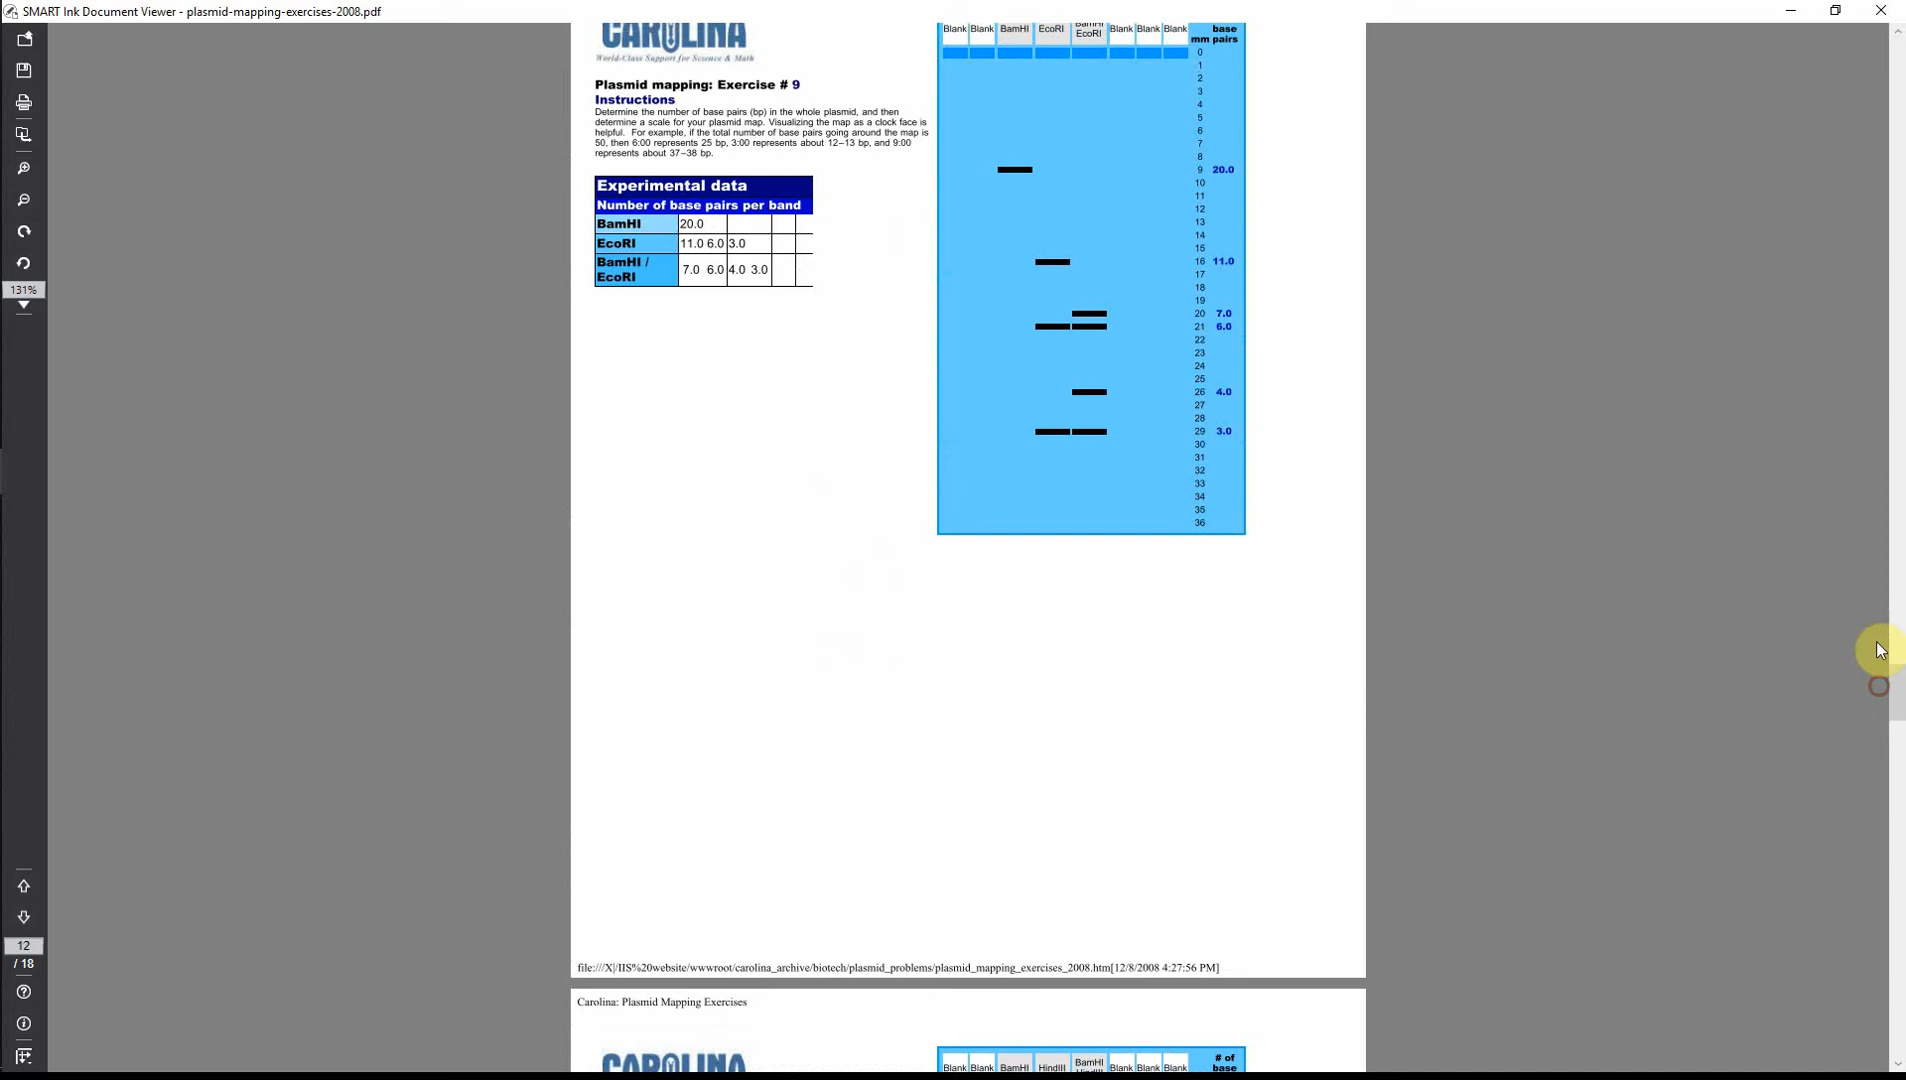 SMART Ink Document Viewer - plasmid-mapping-exercises-2008.pdf
131%
12
/ 18
CAROLINA
World-Class Support for Science & Math
Plasmid mapping: Exercise # 9
Instructions
Determine the number of base pairs (bp) in the whole plasmid, and then
determine a scale for your plasmid map. Visualizing the map as a clock face is
helpful. For example, if the total number of base pairs going around the map is
50, then 6:00 represents 25 bp, 3:00 represents about 12–13 bp, and 9:00
represents about 37–38 bp.
Experimental data
Number of base pairs per band
BamHI 20.0
EcoRI 11.0 6.0 3.0
BamHI /
EcoRI 7.0 6.0 4.0 3.0
Blank Blank BamHI EcoRI BamHI
EcoRI Blank Blank Blank base
mm pairs
0
1
2
3
4
5
6
7
8
9 20.0
10
11
12
13
14
15
16 11.0
17
18
19
20 7.0
21 6.0
22
23
24
25
26 4.0
27
28
29 3.0
30
31
32
33
34
35
36
file:///X|/IIS%20website/wwwroot/carolina_archive/biotech/plasmid_problems/plasmid_mapping_exercises_2008.htm[12/8/2008 4:27:56 PM]
Carolina: Plasmid Mapping Exercises
CAROLINA
Blank Blank BamHI HindIII BamHI
HindIII Blank Blank Blank # of
base